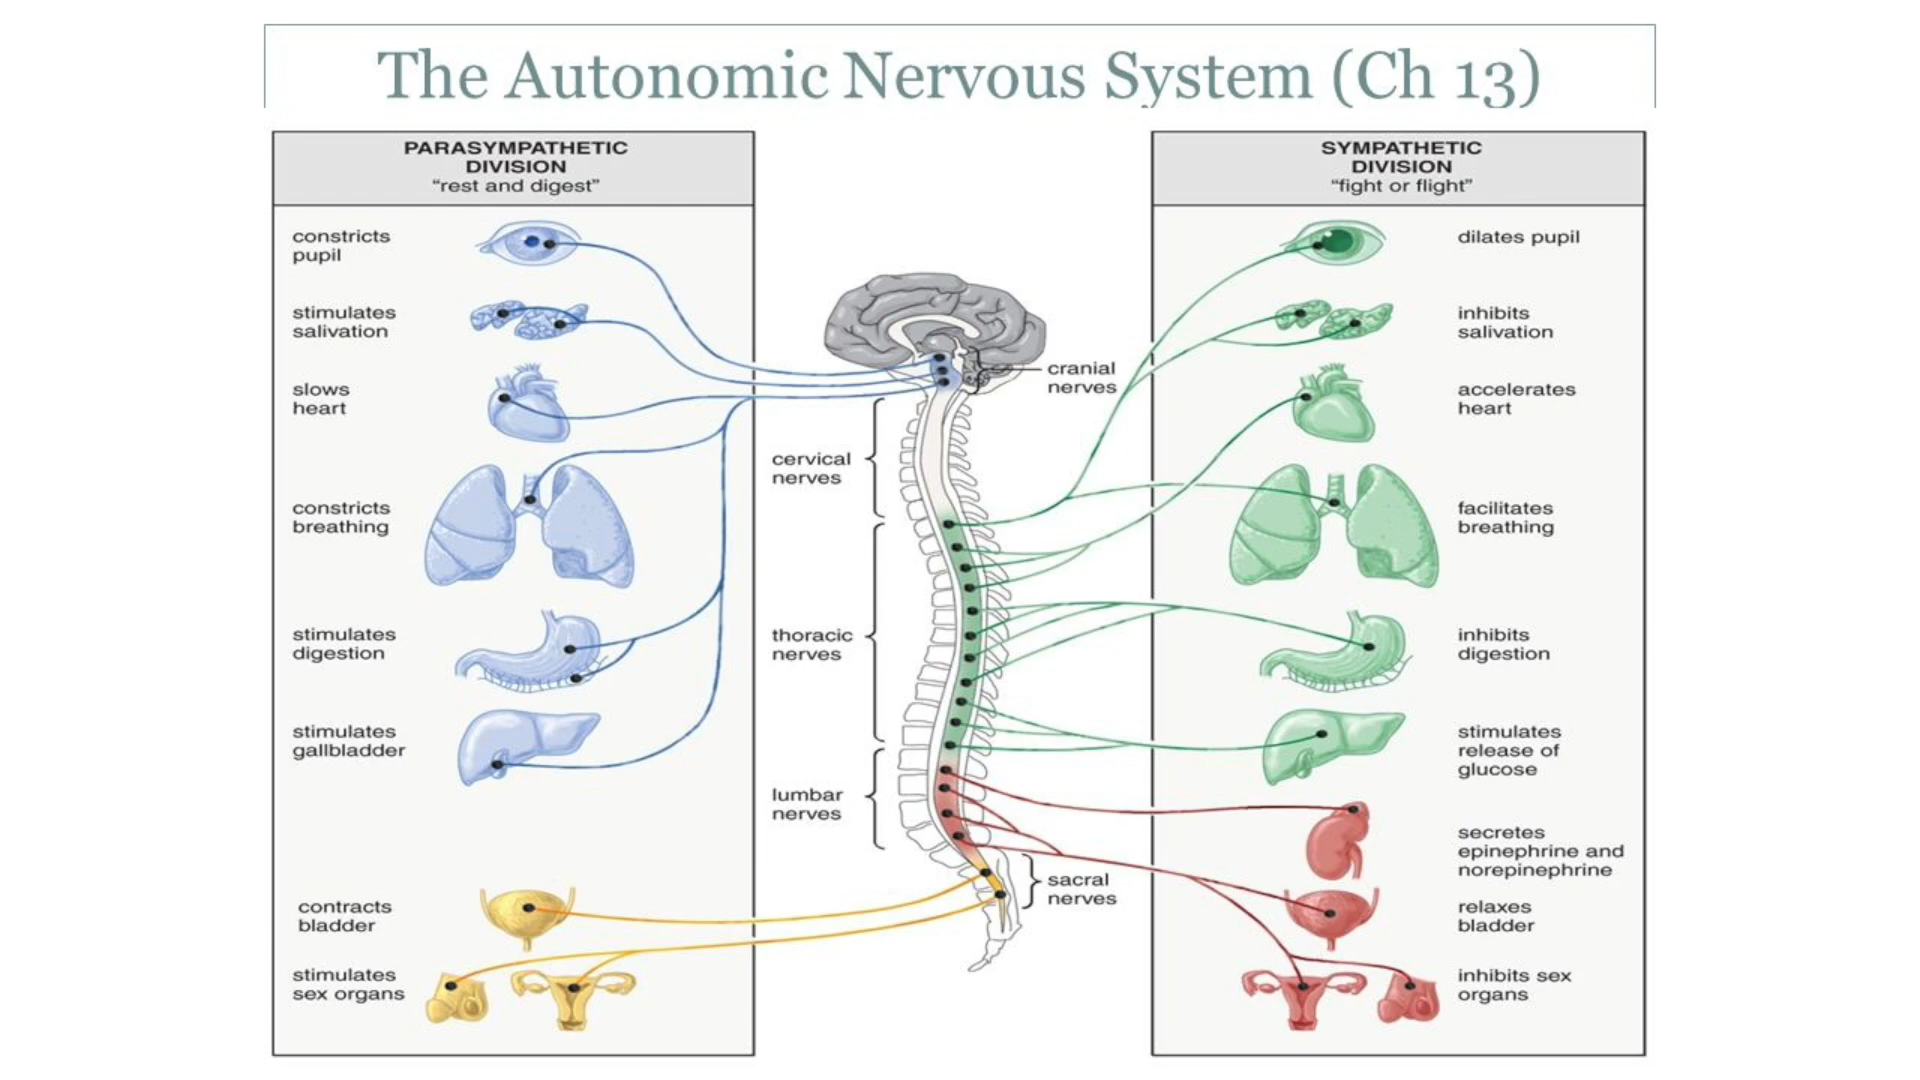 The Autonomic Nervous System (Ch 13)
PARASYMPATHETIC
DIVISION
"rest and digest"
constricts
pupil
stimulates
salivation
slows
heart
constricts
breathing
stimulates
digestion
stimulates
gallbladder
contracts
bladder
stimulates
sex organs
cranial
nerves
cervical
nerves
thoracic
nerves
lumbar
nerves
sacral
nerves
SYMPATHETIC
DIVISION
"fight or flight"
dilates pupil
inhibits
salivation
accelerates
heart
facilitates
breathing
inhibits
digestion
stimulates
release of
glucose
secretes
epinephrine and
norepinephrine
relaxes
bladder
inhibits sex
organs